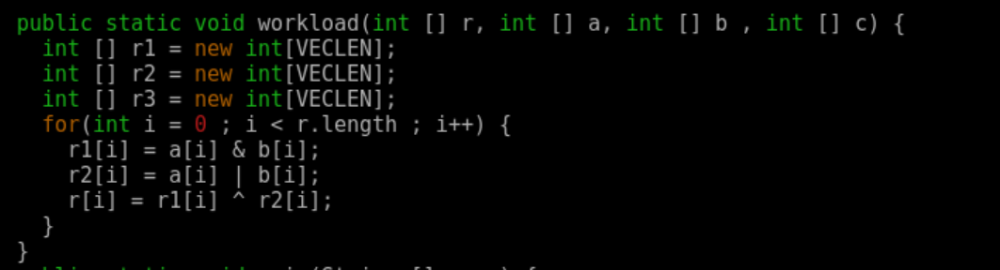 public static void workload(int [] r, int [] a, int [] b , int [] c) {
int [] r1 = new int[VECLEN];
int [] r2 = new int[VECLEN];
int [] r3 = new int[VECLEN];
for(int i = 0 ; i < r.length ; i++) {
r1[i] = a[i] & b[i];
r2[i] = a[i] | b[i];
r[i] = r1[i] ^ r2[i];
}
}